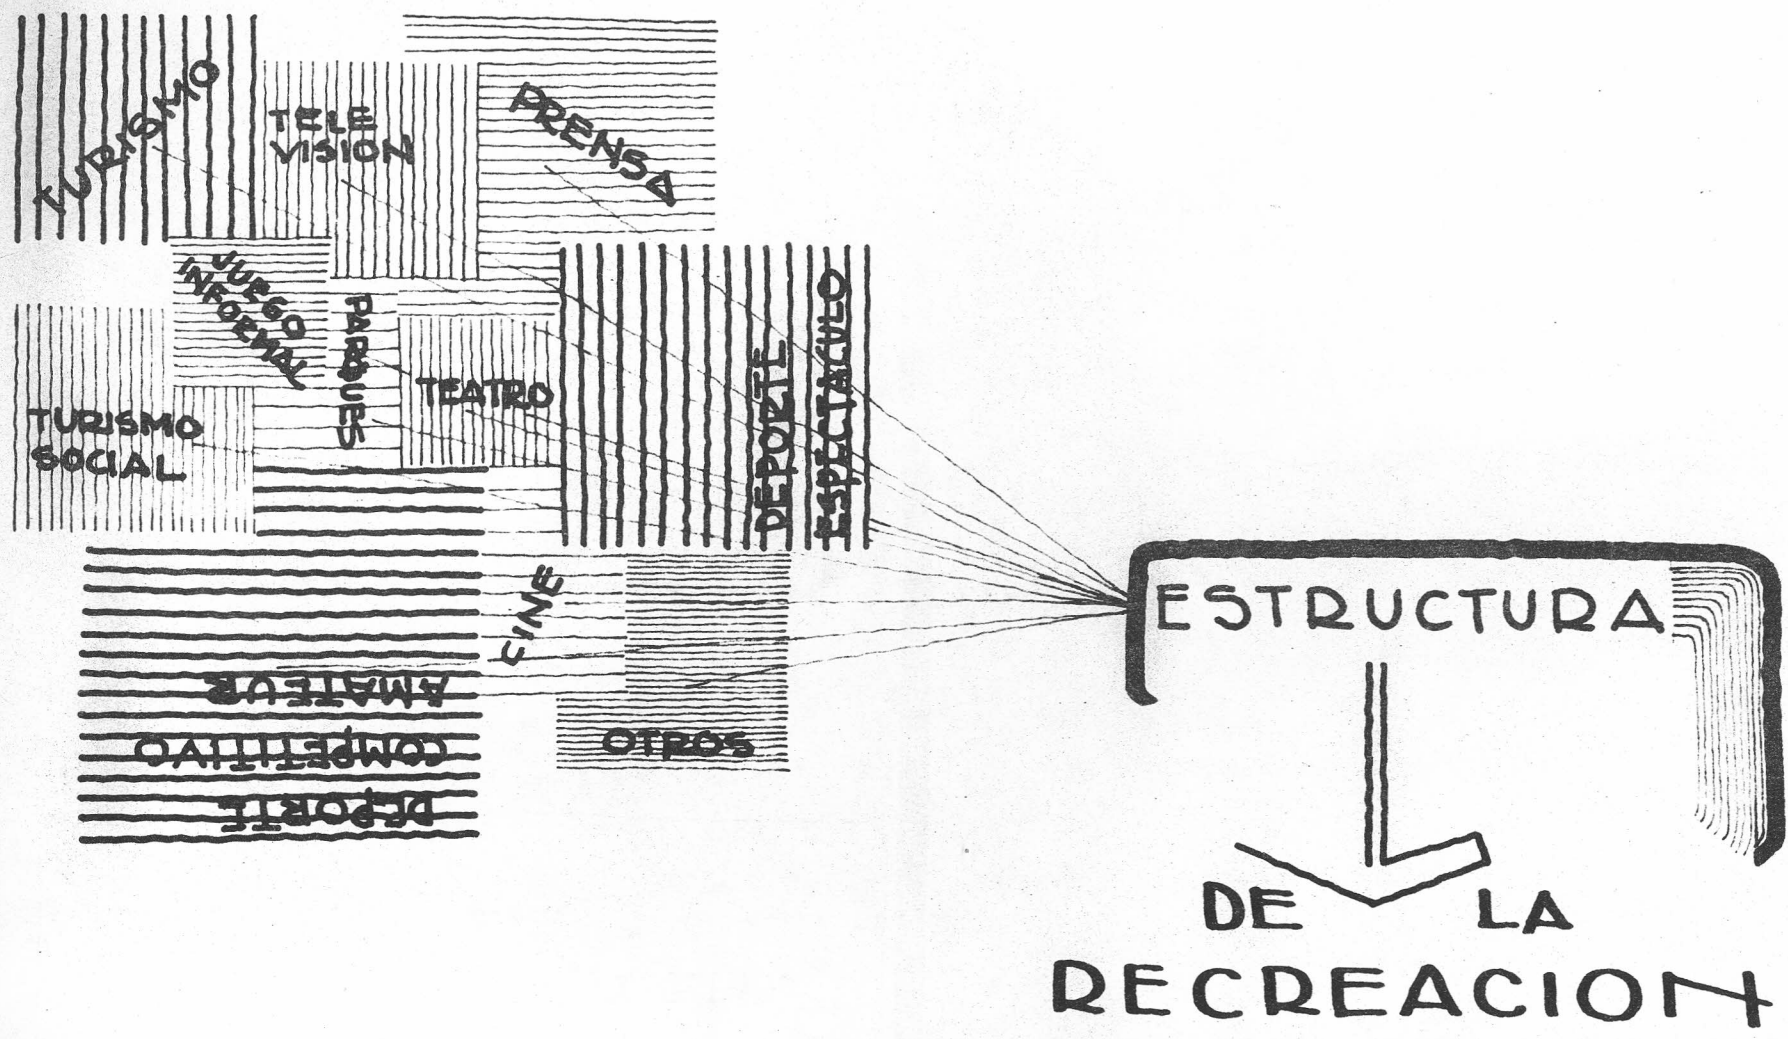 TURISMO
TELE
VISION
PRENSA
JUEGO
INFORMAL
PARQUES
TEATRO
DEPORTE
ESPECTACULO
TURISMO
SOCIAL
CINE
DEPORTE
COMPETITIVO
AMATEUR
OTROS
ESTRUCTURA
DE LA
RECREACION